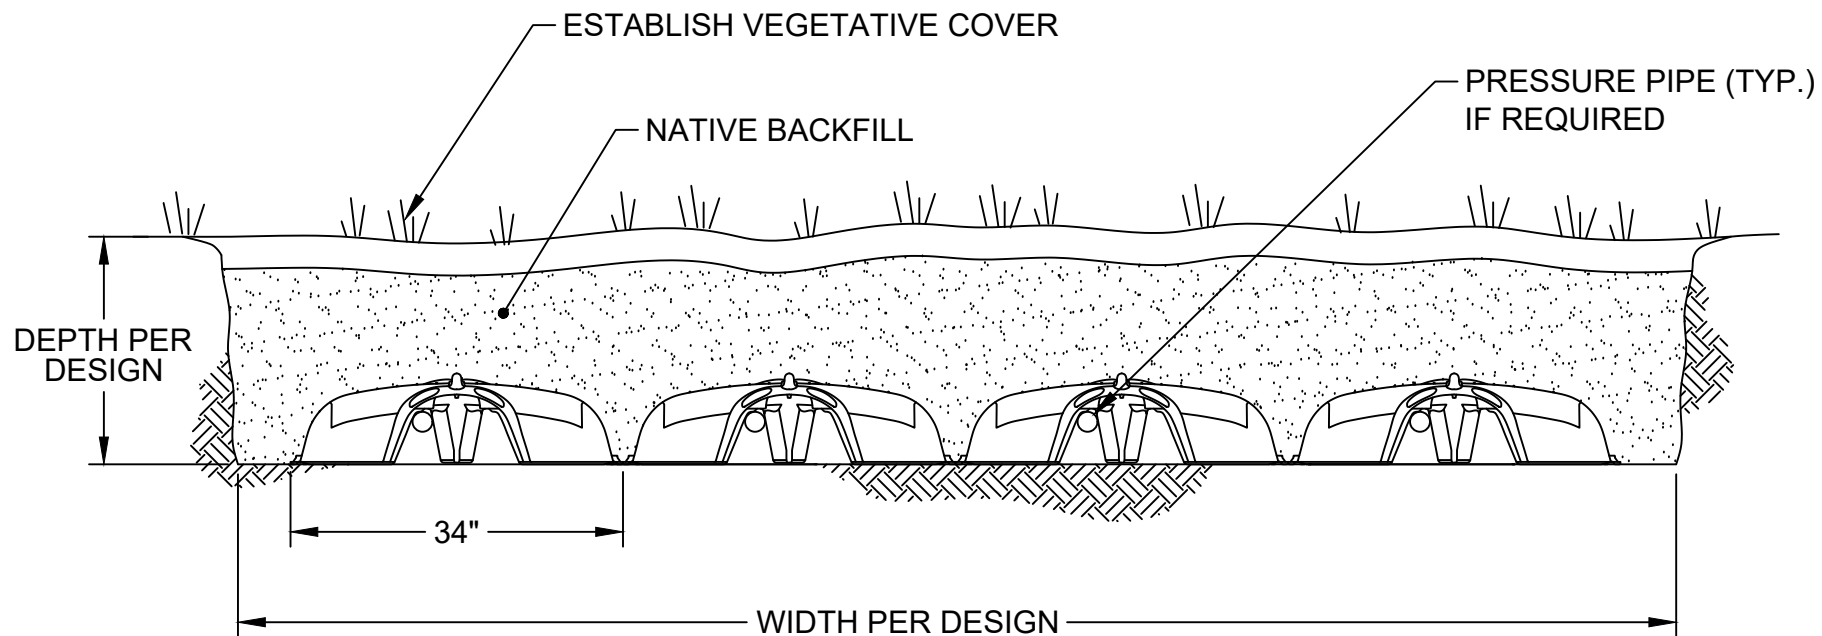 ESTABLISH VEGETATIVE COVER
PRESSURE PIPE (TYP.)
IF REQUIRED
NATIVE BACKFILL
DEPTH PER
DESIGN
34"
WIDTH PER DESIGN